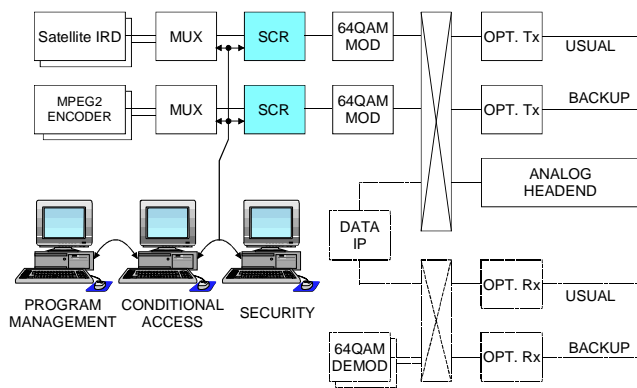 Satellite IRD
MUX
SCR
64QAM
MOD
OPT. Tx
USUAL
MPEG2
ENCODER
MUX
SCR
64QAM
MOD
OPT. Tx
BACKUP
ANALOG
HEADEND
DATA
IP
PROGRAM
MANAGEMENT
CONDITIONAL
ACCESS
SECURITY
OPT. Rx
USUAL
64QAM
DEMOD
OPT. Rx
BACKUP